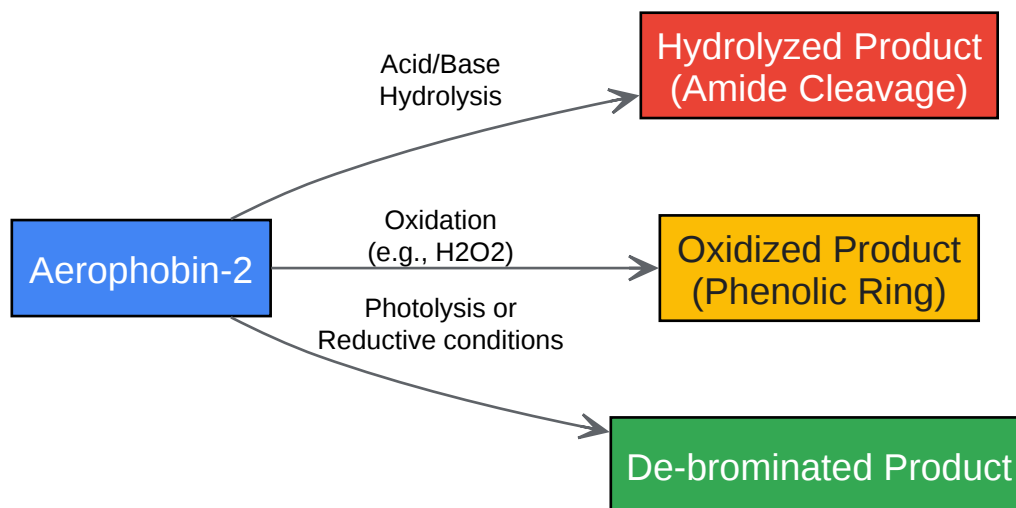 Acid/Base
Hydrolysis
Hydrolyzed Product
(Amide Cleavage)
Aerophobin-2
Oxidation
(e.g., H2O2)
Oxidized Product
(Phenolic Ring)
Photolysis or
Reductive conditions
De-brominated Product